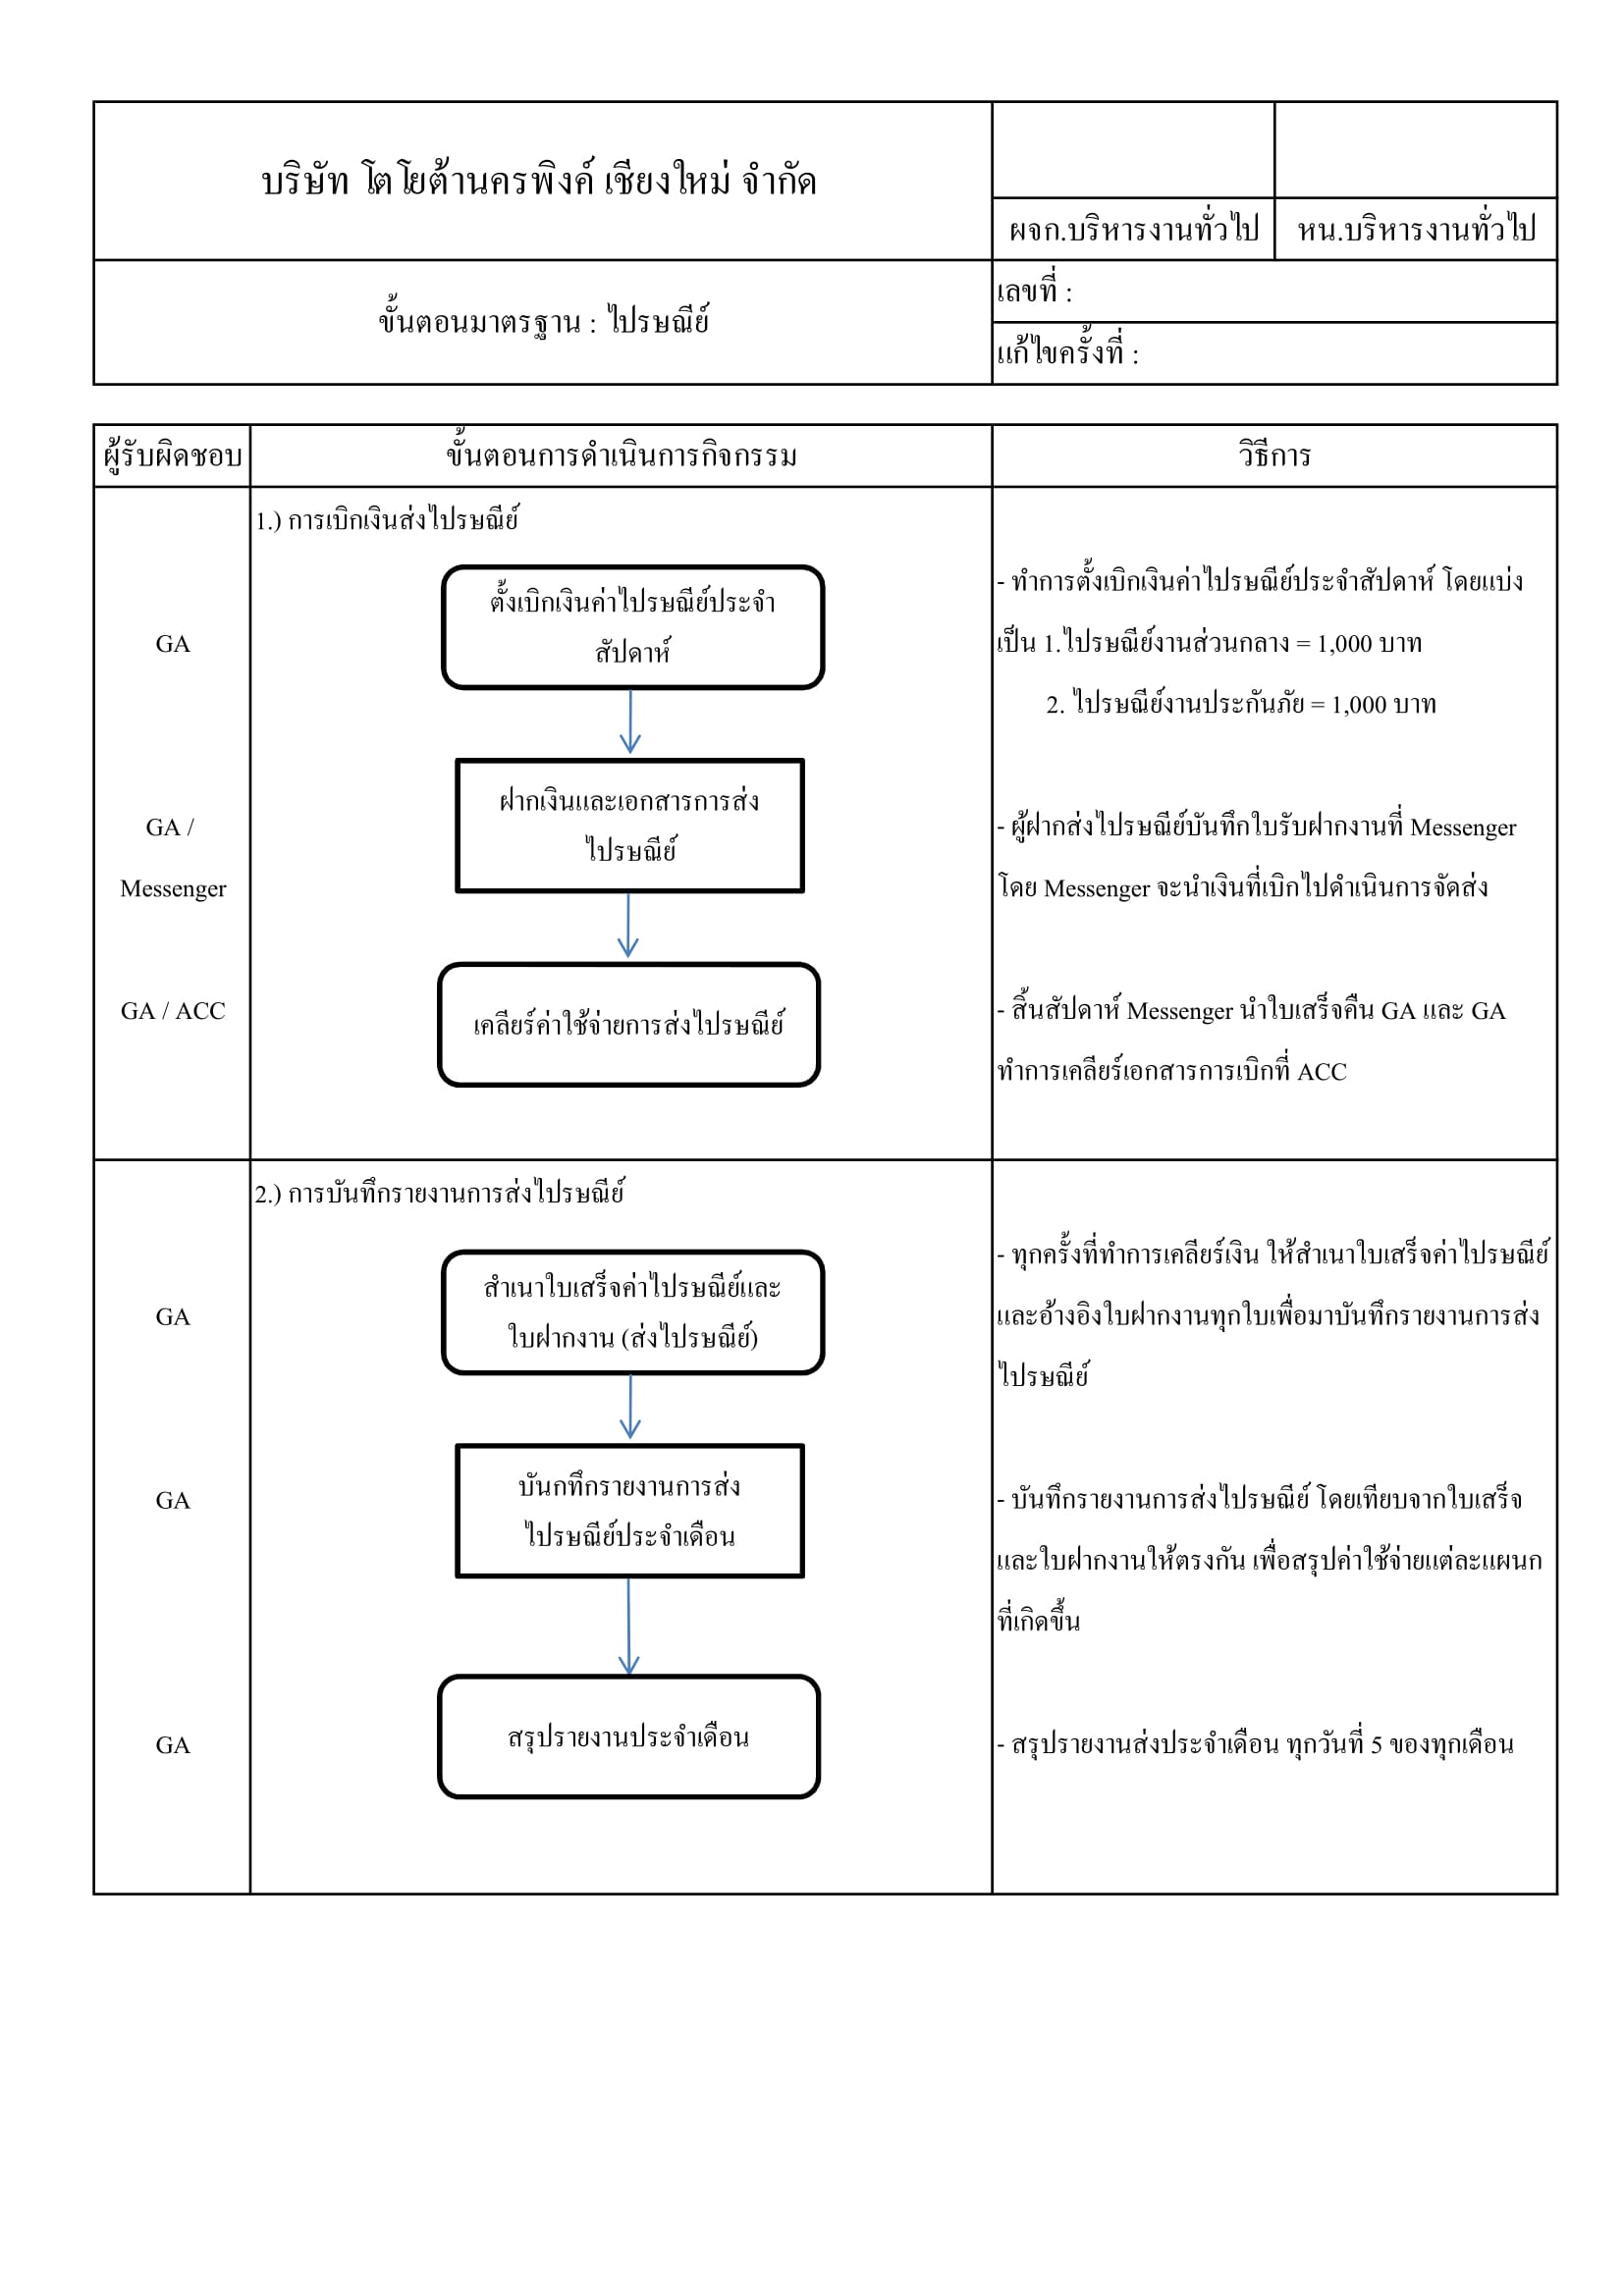 บริษัท โตโยต้านครพิงค์ เชียงใหม่ จำกัด
ผจก.บริหารงานทั่วไป
หน.บริหารงานทั่วไป
ขั้นตอนมาตรฐาน : ไปรษณีย์
เลขที่ :
แก้ไขครั้งที่ :
ผู้รับผิดชอบ
ขั้นตอนการดำเนินการกิจกรรม
วิธีการ
1.) การเบิกเงินส่งไปรษณีย์
GA
ตั้งเบิกเงินค่าไปรษณีย์ประจำ
สัปดาห์
- ทำการตั้งเบิกเงินค่าไปรษณีย์ประจำสัปดาห์ โดยแบ่ง
เป็น 1.ไปรษณีย์งานส่วนกลาง = 1,000 บาท
2. ไปรษณีย์งานประกันภัย = 1,000 บาท
GA /
Messenger
ฝากเงินและเอกสารการส่ง
ไปรษณีย์
- ผู้ฝากส่งไปรษณีย์บันทึกใบรับฝากงานที่ Messenger
โดย Messenger จะนำเงินที่เบิกไปดำเนินการจัดส่ง
GA / ACC
เคลียร์ค่าใช้จ่ายการส่งไปรษณีย์
- สิ้นสัปดาห์ Messenger นำใบเสร็จคืน GA และ GA
ทำการเคลียร์เอกสารการเบิกที่ ACC
2.) การบันทึกรายงานการส่งไปรษณีย์
GA
สำเนาใบเสร็จค่าไปรษณีย์และ
ใบฝากงาน (ส่งไปรษณีย์)
- ทุกครั้งที่ทำการเคลียร์เงิน ให้สำเนาใบเสร็จค่าไปรษณีย์
และอ้างอิงใบฝากงานทุกใบเพื่อมาบันทึกรายงานการส่ง
ไปรษณีย์
GA
บันกทึกรายงานการส่ง
ไปรษณีย์ประจำเดือน
- บันทึกรายงานการส่งไปรษณีย์ โดยเทียบจากใบเสร็จ
และใบฝากงานให้ตรงกัน เพื่อสรุปค่าใช้จ่ายแต่ละแผนก
ที่เกิดขึ้น
GA
สรุปรายงานประจำเดือน
- สรุปรายงานส่งประจำเดือน ทุกวันที่ 5 ของทุกเดือน